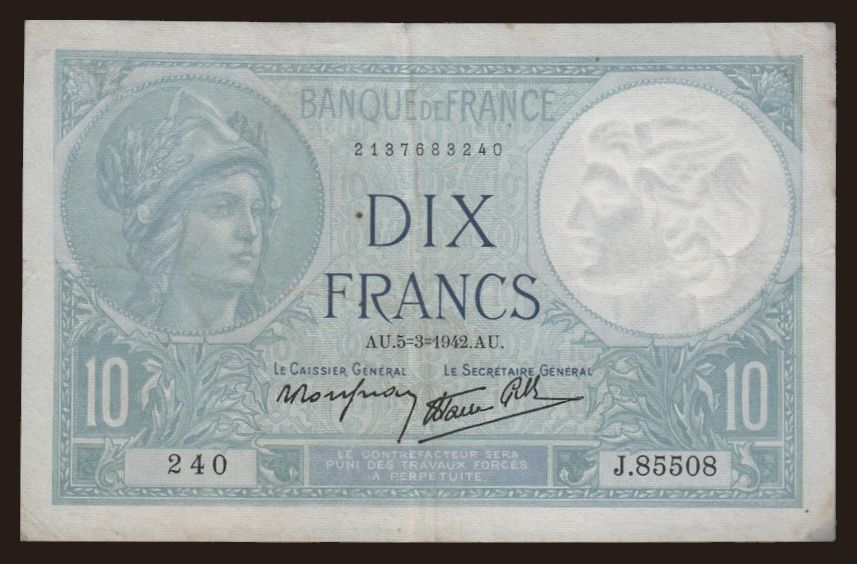 BANQUE DE FRANCE
2137683240
DIX
FRANCS
AU.5=3=1942.AU.
LE CAISSIER GÉNÉRAL LE SECRÉTAIRE GÉNÉRAL
10 10
240 J.85508
LE CONTREFACTEUR SERA
PUNI DES TRAVAUX FORCÉS
A PERPÉTUITÉ